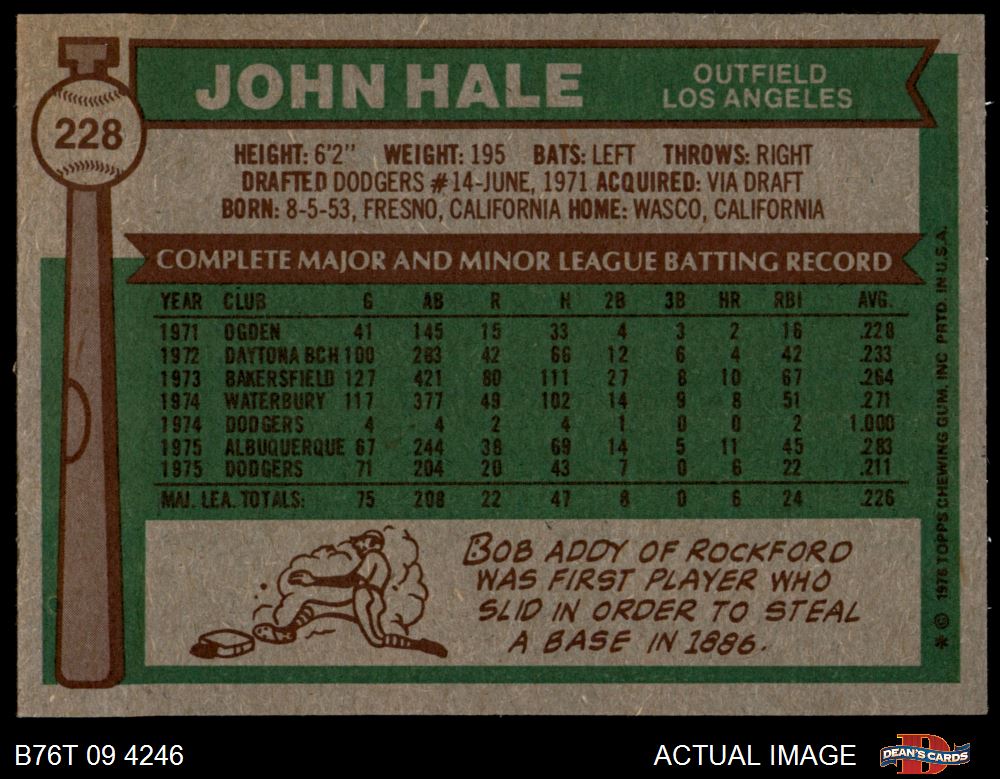 JOHN HALE
OUTFIELD
LOS ANGELES
228
HEIGHT: 6'2" WEIGHT: 195 BATS: LEFT THROWS: RIGHT
DRAFTED DODGERS #14-JUNE, 1971 ACQUIRED: VIA DRAFT
BORN: 8-5-53, FRESNO, CALIFORNIA HOME: WASCO, CALIFORNIA
COMPLETE MAJOR AND MINOR LEAGUE BATTING RECORD
YEAR CLUB G AB R H 2B 3B HR RBI AVG.
1971 OGDEN 41 145 15 33 4 3 2 16 .228
1972 DAYTONA BCH 100 283 42 66 12 6 4 42 .233
1973 BAKERSFIELD 127 421 80 111 27 8 10 67 .264
1974 WATERBURY 117 377 49 102 14 9 8 51 .271
1974 DODGERS 4 4 2 4 1 0 0 2 1.000
1975 ALBUQUERQUE 67 244 38 69 14 5 11 45 .283
1975 DODGERS 71 204 20 43 7 0 6 22 .211
MAJ. LEA. TOTALS: 75 208 22 47 8 0 6 24 .226
BOB ADDY OF ROCKFORD
WAS FIRST PLAYER WHO
SLID IN ORDER TO STEAL
A BASE IN 1886.
* © 1976 TOPPS CHEWING GUM, INC. PRTD. IN U.S.A.
B76T 09 4246
ACTUAL IMAGE
D
DEAN'S CARDS